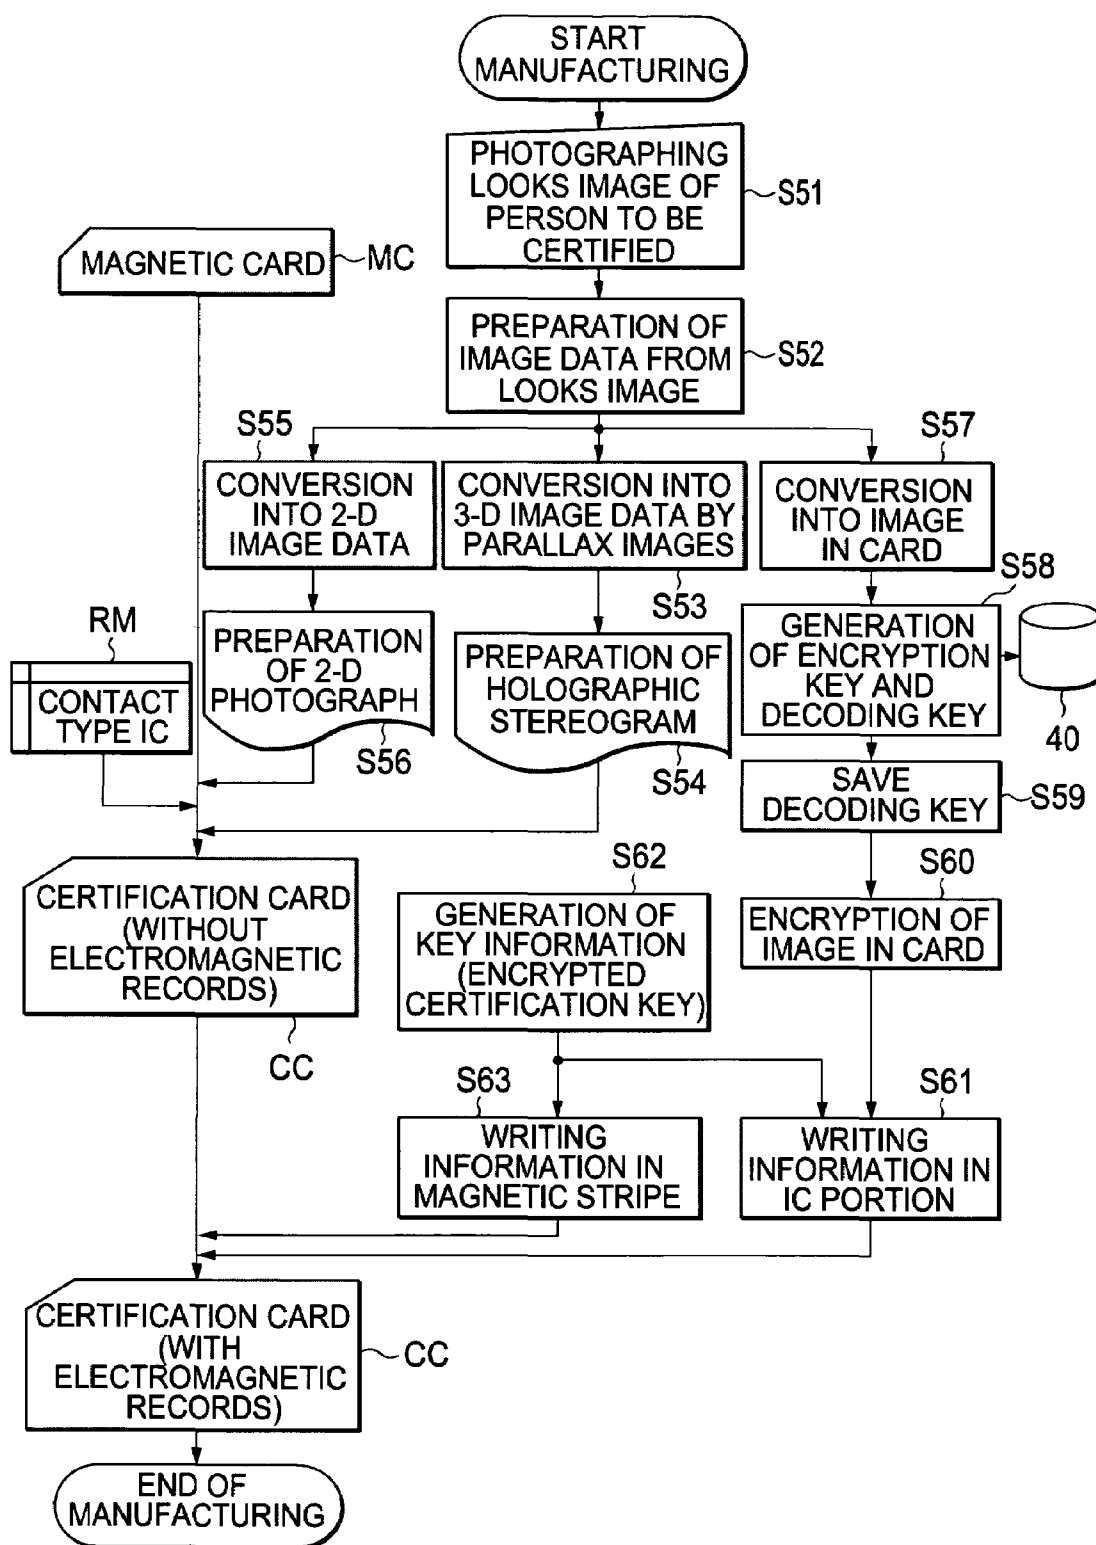 START
MANUFACTURING
PHOTOGRAPHING
LOOKS IMAGE OF
PERSON TO BE
CERTIFIED
S51
MAGNETIC CARD
MC
PREPARATION OF
IMAGE DATA FROM
LOOKS IMAGE
S52
S55
CONVERSION
INTO 2-D
IMAGE DATA
CONVERSION INTO
3-D IMAGE DATA BY
PARALLAX IMAGES
S53
S57
CONVERSION
INTO IMAGE
IN CARD
RM
CONTACT
TYPE IC
PREPARATION
OF 2-D
PHOTOGRAPH
S56
PREPARATION OF
HOLOGRAPHIC
STEREOGRAM
S54
S58
GENERATION
OF ENCRYPTION
KEY AND
DECODING KEY
40
SAVE
DECODING KEY
S59
CERTIFICATION CARD
(WITHOUT
ELECTROMAGNETIC
RECORDS)
CC
S62
GENERATION OF
KEY INFORMATION
(ENCRYPTED
CERTIFICATION KEY)
S60
ENCRYPTION OF
IMAGE IN CARD
S63
WRITING
INFORMATION IN
MAGNETIC STRIPE
S61
WRITING
INFORMATION IN
IC PORTION
CERTIFICATION CARD
(WITH
ELECTROMAGNETIC
RECORDS)
CC
END OF
MANUFACTURING